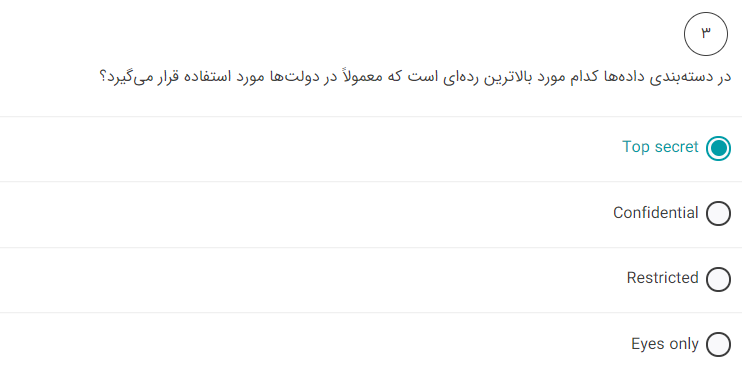 ۳
در دسته‌بندی داده‌ها کدام مورد بالاترین رده‌ای است که معمولاً در دولت‌ها مورد استفاده قرار می‌گیرد؟
Top secret
Confidential
Restricted
Eyes only